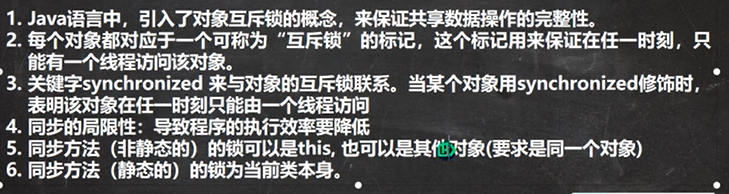 1. Java语言中，引入了对象互斥锁的概念，来保证共享数据操作的完整性。
2. 每个对象都对应于一个可称为“互斥锁”的标记，这个标记用来保证在任一时刻，只
能有一个线程访问该对象。
3. 关键字synchronized 来与对象的互斥锁联系。当某个对象用synchronized修饰时，
表明该对象在任一时刻只能由一个线程访问
4. 同步的局限性：导致程序的执行效率要降低
5. 同步方法（非静态的）的锁可以是this, 也可以是其他对象(要求是同一个对象)
6. 同步方法（静态的）的锁为当前类本身。